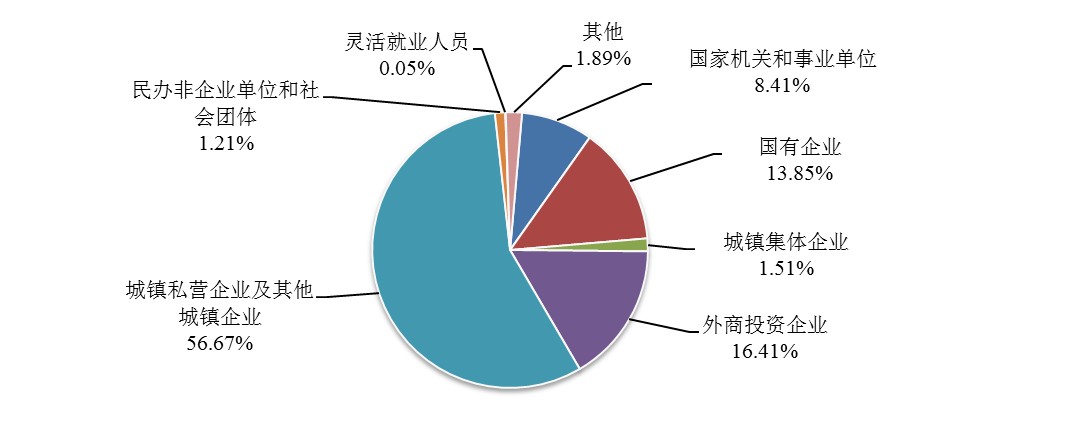 灵活就业人员
0.05%
其他
1.89%
国家机关和事业单位
8.41%
民办非企业单位和社
会团体
1.21%
国有企业
13.85%
城镇集体企业
1.51%
城镇私营企业及其他
城镇企业
56.67%
外商投资企业
16.41%